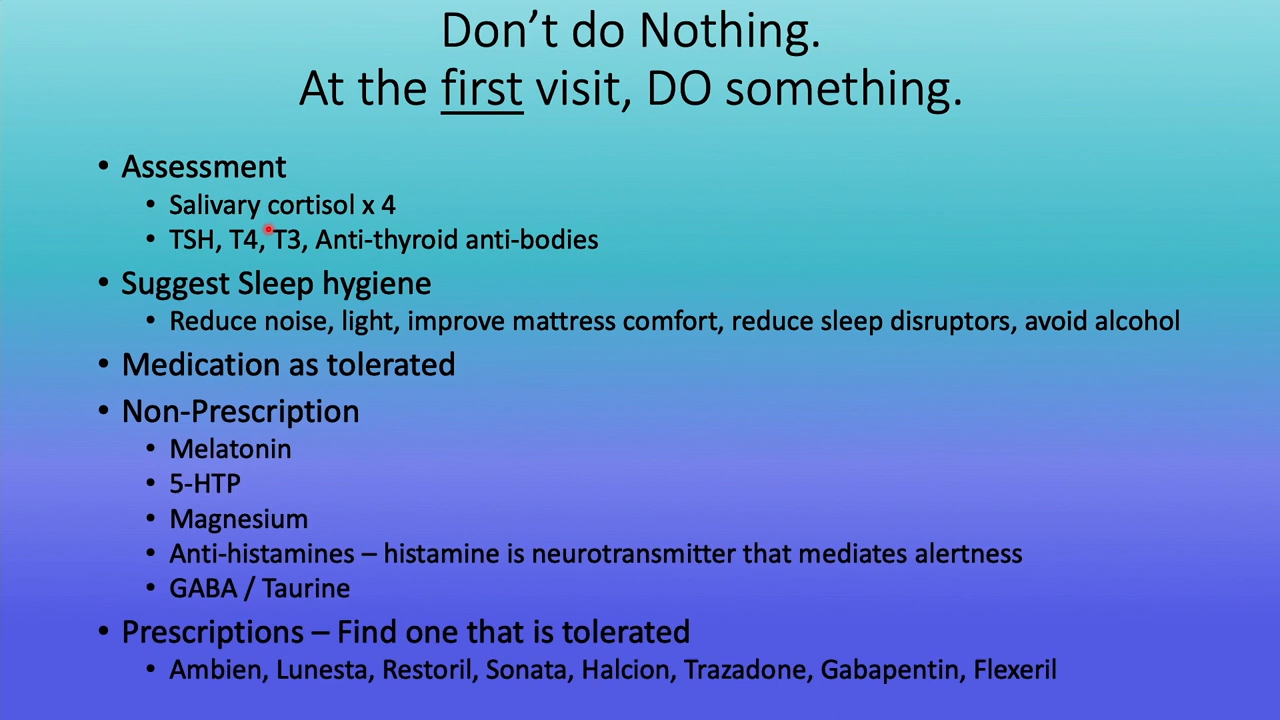 Don’t do Nothing.
At the first visit, DO something.
• Assessment
• Salivary cortisol x 4
• TSH, T4, T3, Anti-thyroid anti-bodies
• Suggest Sleep hygiene
• Reduce noise, light, improve mattress comfort, reduce sleep disruptors, avoid alcohol
• Medication as tolerated
• Non-Prescription
• Melatonin
• 5-HTP
• Magnesium
• Anti-histamines – histamine is neurotransmitter that mediates alertness
• GABA / Taurine
• Prescriptions – Find one that is tolerated
• Ambien, Lunesta, Restoril, Sonata, Halcion, Trazadone, Gabapentin, Flexeril